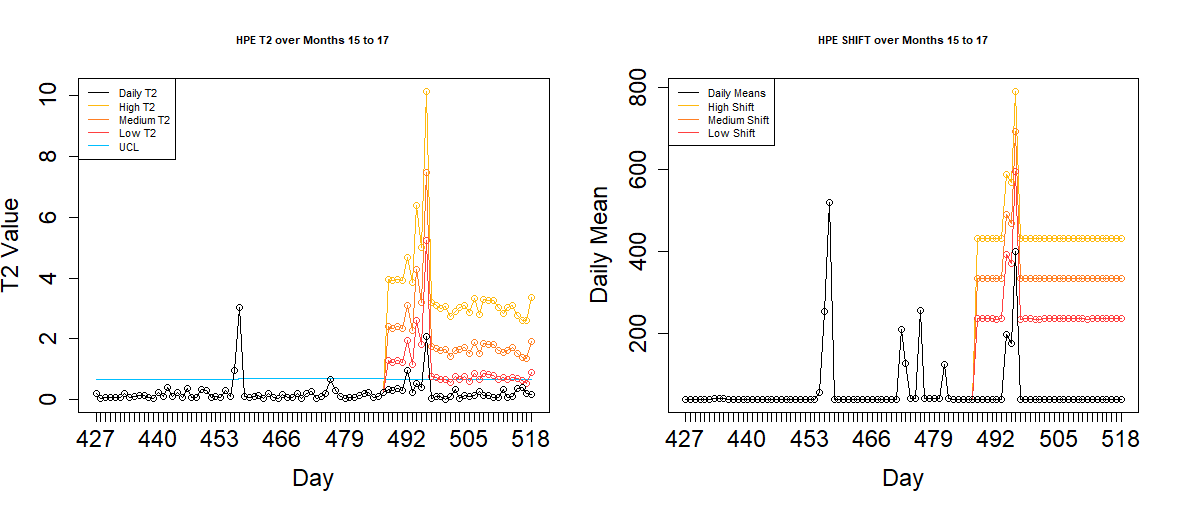 HPE T2 over Months 15 to 17
Daily T2
High T2
Medium T2
Low T2
UCL
T2 Value
0
2
4
6
8
10
427 440 453 466 479 492 505 518
Day
HPE SHIFT over Months 15 to 17
Daily Means
High Shift
Medium Shift
Low Shift
Daily Mean
200
400
600
800
427 440 453 466 479 492 505 518
Day